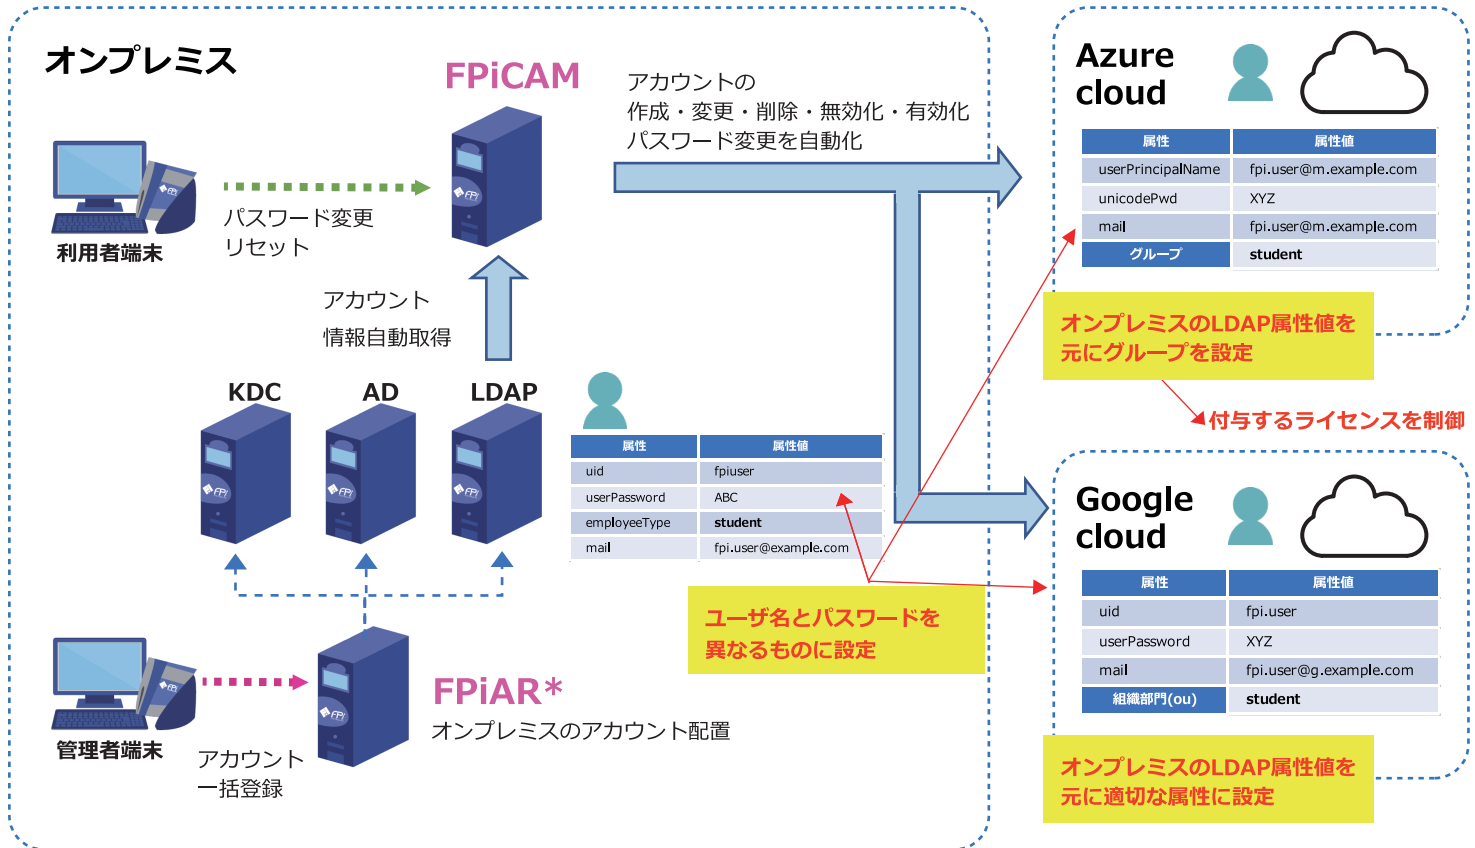 オンプレミス
FPiCAM
アカウントの
作成・変更・削除・無効化・有効化
パスワード変更を自動化
FPi
FPi
利用者端末
パスワード変更
リセット
アカウント
情報自動取得
KDC
AD
LDAP
FPi
FPi
FPi
属性 属性値
uid fpiuser
userPassword ABC
employeeType student
mail fpi.user@example.com
ユーザ名とパスワードを
異なるものに設定
FPi
FPi
管理者端末
アカウント
一括登録
FPiAR*
オンプレミスのアカウント配置
Azure
cloud
属性 属性値
userPrincipalName fpi.user@m.example.com
unicodePwd XYZ
mail fpi.user@m.example.com
グループ student
オンプレミスのLDAP属性値を
元にグループを設定
付与するライセンスを制御
Google
cloud
属性 属性値
uid fpi.user
userPassword XYZ
mail fpi.user@g.example.com
組織部門(ou) student
オンプレミスのLDAP属性値を
元に適切な属性に設定